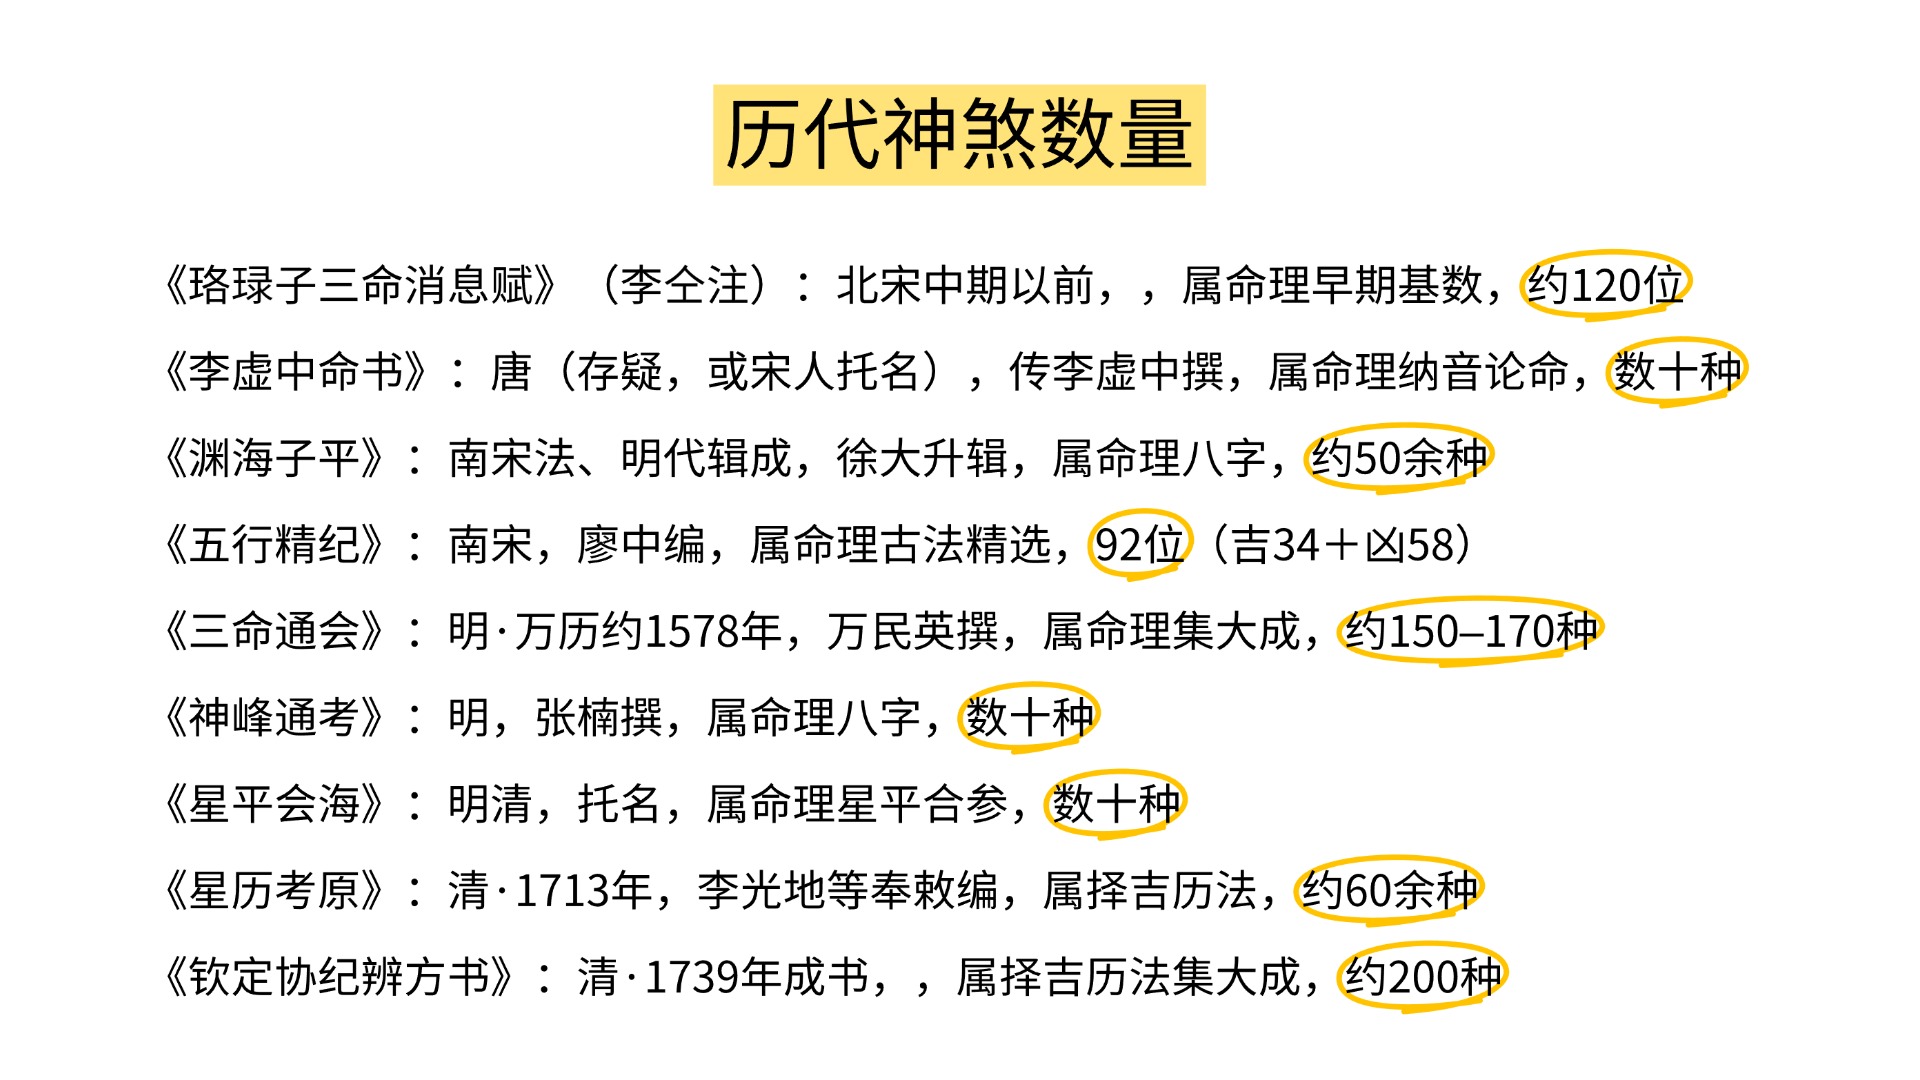 历代神煞数量
《珞琭子三命消息赋》（李仝注）：北宋中期以前，，属命理早期基数，约120位
《李虚中命书》：唐（存疑，或宋人托名），传李虚中撰，属命理纳音论命，数十种
《渊海子平》：南宋法、明代辑成，徐大升辑，属命理八字，约50余种
《五行精纪》：南宋，廖中编，属命理古法精选，92位（吉34＋凶58）
《三命通会》：明·万历约1578年，万民英撰，属命理集大成，约150–170种
《神峰通考》：明，张楠撰，属命理八字，数十种
《星平会海》：明清，托名，属命理星平合参，数十种
《星历考原》：清·1713年，李光地等奉敕编，属择吉历法，约60余种
《钦定协纪辨方书》：清·1739年成书，，属择吉历法集大成，约200种